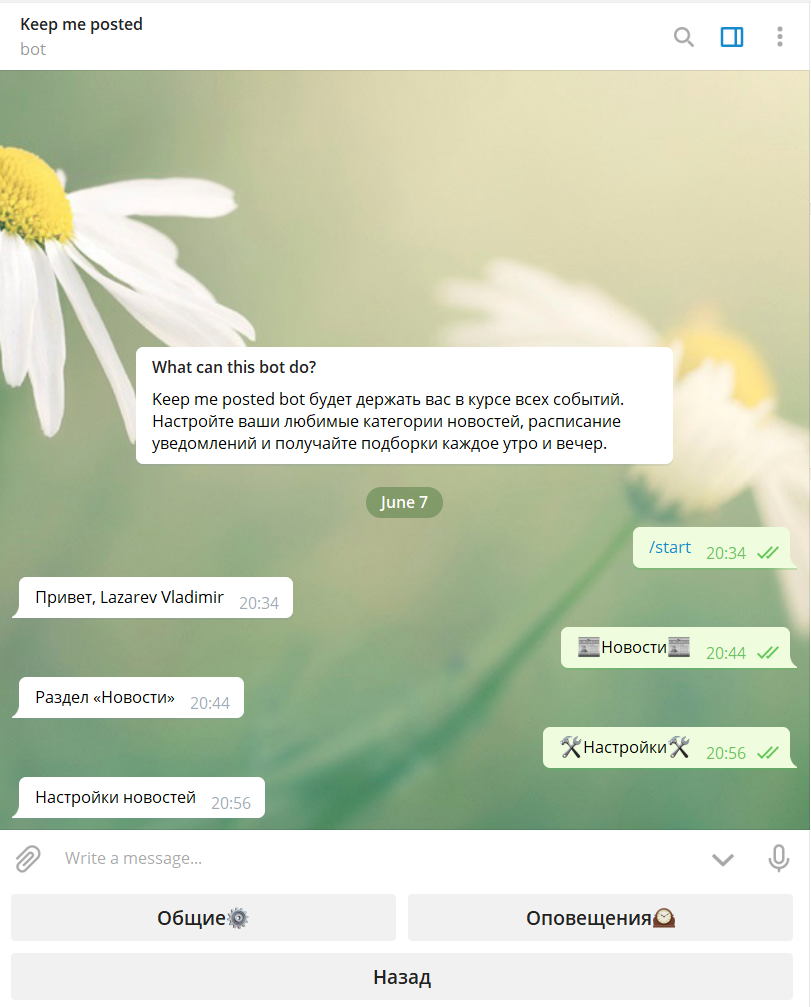 Keep me posted
bot
What can this bot do?
Keep me posted bot будет держать вас в курсе всех событий.
Настройте ваши любимые категории новостей, расписание
уведомлений и получайте подборки каждое утро и вечер.
June 7
/start 20:34
Привет, Lazarev Vladimir 20:34
📰Новости📰 20:44
Раздел «Новости» 20:44
🛠Настройки🛠 20:56
Настройки новостей 20:56
Write a message...
Общие⚙️
Оповещения🕰
Назад